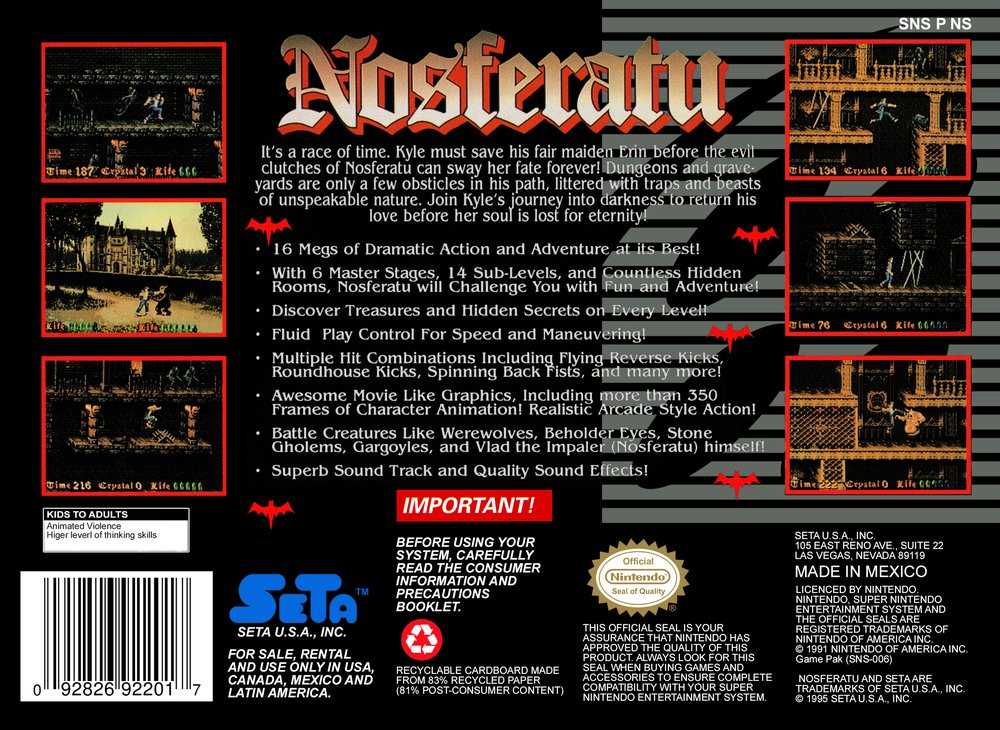 SNS P NS
Nosferatu
It's a race of time. Kyle must save his fair maiden Erin before the evil
clutches of Nosferatu can sway her fate forever! Dungeons and grave-
yards are only a few obsticles in his path, littered with traps and beasts
of unspeakable nature. Join Kyle's journey into darkness to return his
love before her soul is lost for eternity!
• 16 Megs of Dramatic Action and Adventure at its Best!
• With 6 Master Stages, 14 Sub-Levels, and Countless Hidden
Rooms, Nosferatu will Challenge You with Fun and Adventure!
• Discover Treasures and Hidden Secrets on Every Level!
• Fluid Play Control For Speed and Maneuvering!
• Multiple Hit Combinations Including Flying Reverse Kicks,
Roundhouse Kicks, Spinning Back Fists, and many more!
• Awesome Movie Like Graphics, Including more than 350
Frames of Character Animation! Realistic Arcade Style Action!
• Battle Creatures Like Werewolves, Beholder Eyes, Stone
Gholems, Gargoyles, and Vlad the Impaler (Nosferatu) himself!
• Superb Sound Track and Quality Sound Effects!
Time 187 Crystal 3 Life
Life Life
Time 216 Crystal 0 Life
Time 134 Crystal 6 Life
Time 76 Crystal 6 Life
Time 222 Crystal 0 Life
KIDS TO ADULTS
Animated Violence
Higer leverl of thinking skills
0 92826 92201 7
SETA TM
SETA U.S.A., INC.
FOR SALE, RENTAL
AND USE ONLY IN USA,
CANADA, MEXICO AND
LATIN AMERICA.
IMPORTANT!
BEFORE USING YOUR
SYSTEM, CAREFULLY
READ THE CONSUMER
INFORMATION AND
PRECAUTIONS
BOOKLET.
RECYCLABLE CARDBOARD MADE
FROM 83% RECYCLED PAPER
(81% POST-CONSUMER CONTENT)
Official
Nintendo
Seal of Quality
®
THIS OFFICIAL SEAL IS YOUR
ASSURANCE THAT NINTENDO HAS
APPROVED THE QUALITY OF THIS
PRODUCT. ALWAYS LOOK FOR THIS
SEAL WHEN BUYING GAMES AND
ACCESSORIES TO ENSURE COMPLETE
COMPATIBILITY WITH YOUR SUPER
NINTENDO ENTERTAINMENT SYSTEM.
SETA U.S.A., INC.
105 EAST RENO AVE., SUITE 22
LAS VEGAS, NEVADA 89119
MADE IN MEXICO
LICENCED BY NINTENDO.
NINTENDO, SUPER NINTENDO
ENTERTAINMENT SYSTEM AND
THE OFFICIAL SEALS ARE
REGISTERED TRADEMARKS OF
NINTENDO OF AMERICA INC.
© 1991 NINTENDO OF AMERICA INC.
Game Pak (SNS-006)
NOSFERATU AND SETA ARE
TRADEMARKS OF SETA U.S.A., INC.
© 1995 SETA U.S.A., INC.